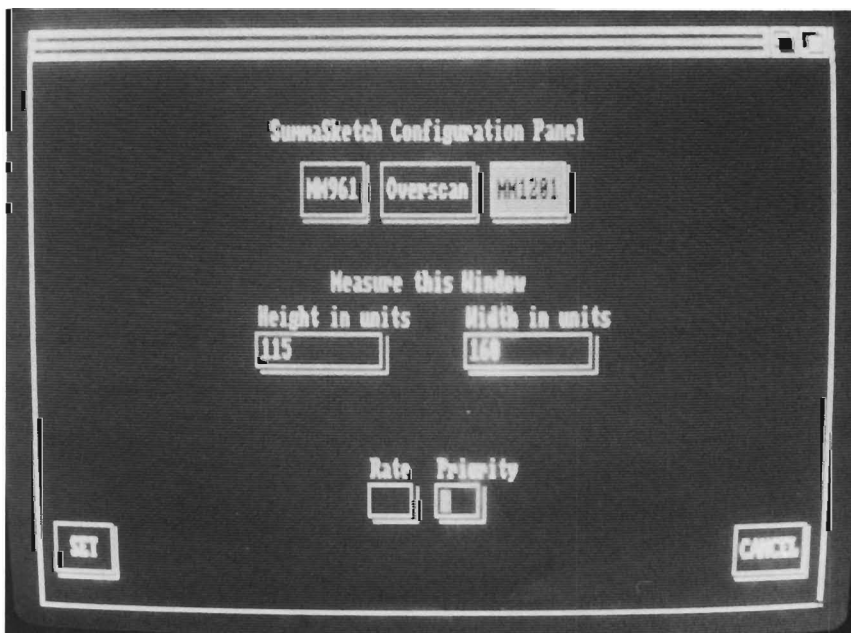 SummaSketch Configuration Panel
MM961 Overscan MM1201
Measure this Window
Height in units Width in units
115 160
Rate Priority
SET CANCEL